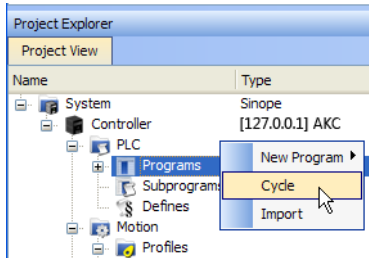 Project Explorer
Project View
Name Type
System Sinope
Controller [127.0.0.1] AKC
PLC
Programs New Program
Subprograms Cycle
Defines Import
Motion
Profiles